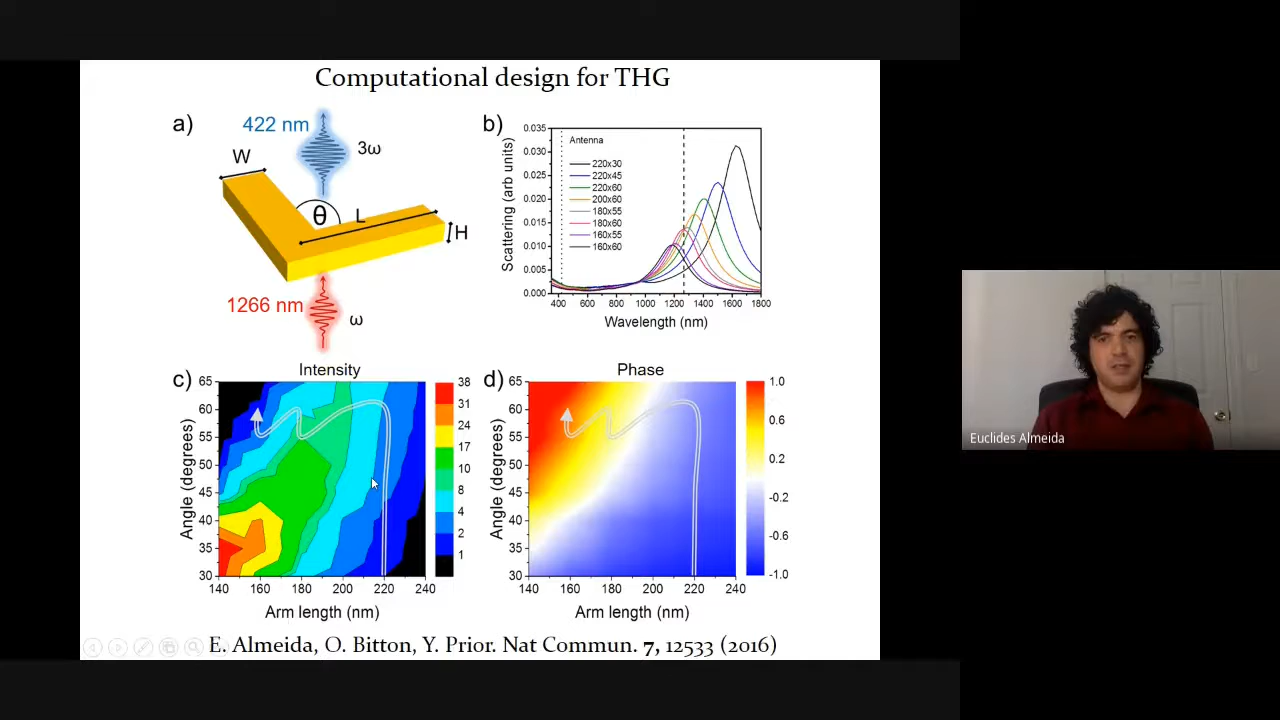 Computational design for THG
a)
422 nm
3ω
W
θ
L
H
1266 nm
ω
b)
Scattering (arb units)
0.035
0.030
0.025
0.020
0.015
0.010
0.005
0.000
Antenna
220x30
220x45
220x60
200x60
180x55
180x60
160x55
160x60
400 600 800 1000 1200 1400 1600 1800
Wavelength (nm)
c)
Intensity
Angle (degrees)
65
60
55
50
45
40
35
30
140 160 180 200 220 240
Arm length (nm)
38
31
24
17
10
8
4
2
1
d)
Phase
Angle (degrees)
65
60
55
50
45
40
35
30
140 160 180 200 220 240
Arm length (nm)
1.0
0.6
0.2
-0.2
-0.6
-1.0
E. Almeida, O. Bitton, Y. Prior. Nat Commun. 7, 12533 (2016)
Euclides Almeida